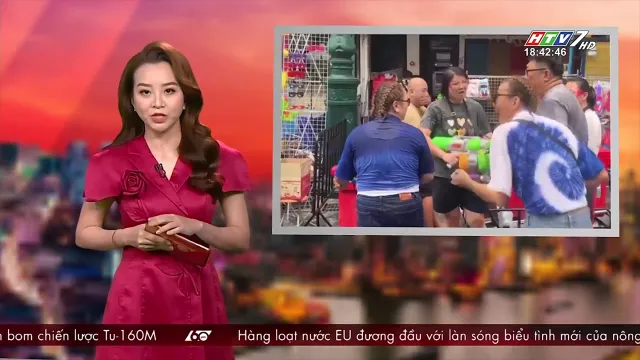 HTV7 HD
18:42:46
n bom chiến lược Tu-160M 60 Hàng loạt nước EU đương đầu với làn sóng biểu tình mới của nông